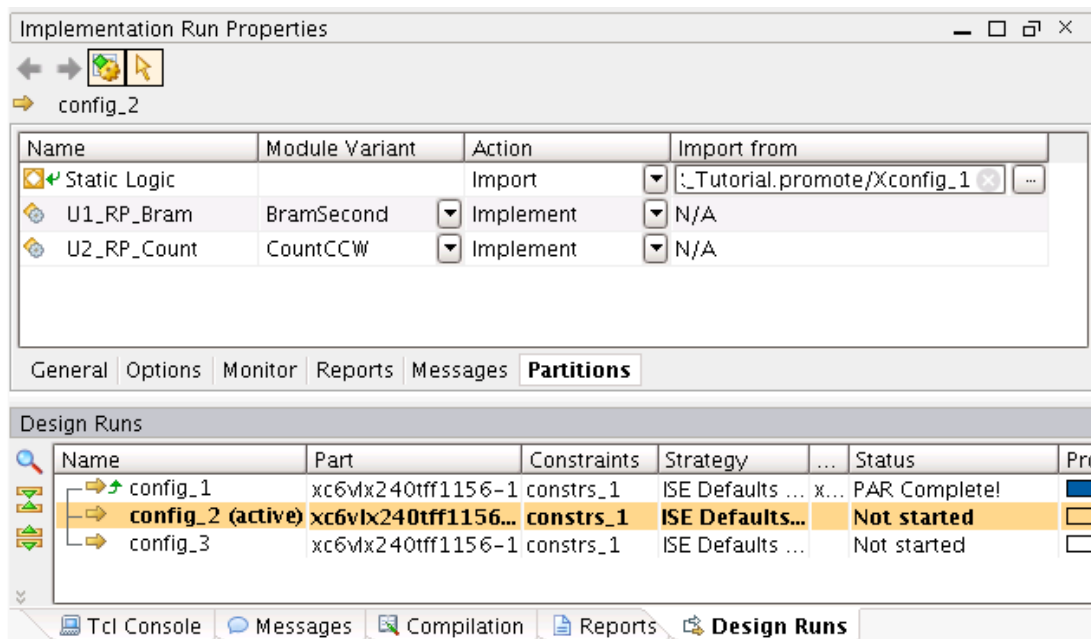 Implementation Run Properties
config_2
Name Module Variant Action Import from
Static Logic Import :_Tutorial.promote/Xconfig_1 ...
U1_RP_Bram BramSecond Implement N/A
U2_RP_Count CountCCW Implement N/A
General Options Monitor Reports Messages Partitions
Design Runs
Name Part Constraints Strategy ... Status Pro
config_1 xc6vlx240tff1156-1 constrs_1 ISE Defaults ... x... PAR Complete!
config_2 (active) xc6vlx240tff1156... constrs_1 ISE Defaults... Not started
config_3 xc6vlx240tff1156-1 constrs_1 ISE Defaults ... Not started
Tcl Console Messages Compilation Reports Design Runs